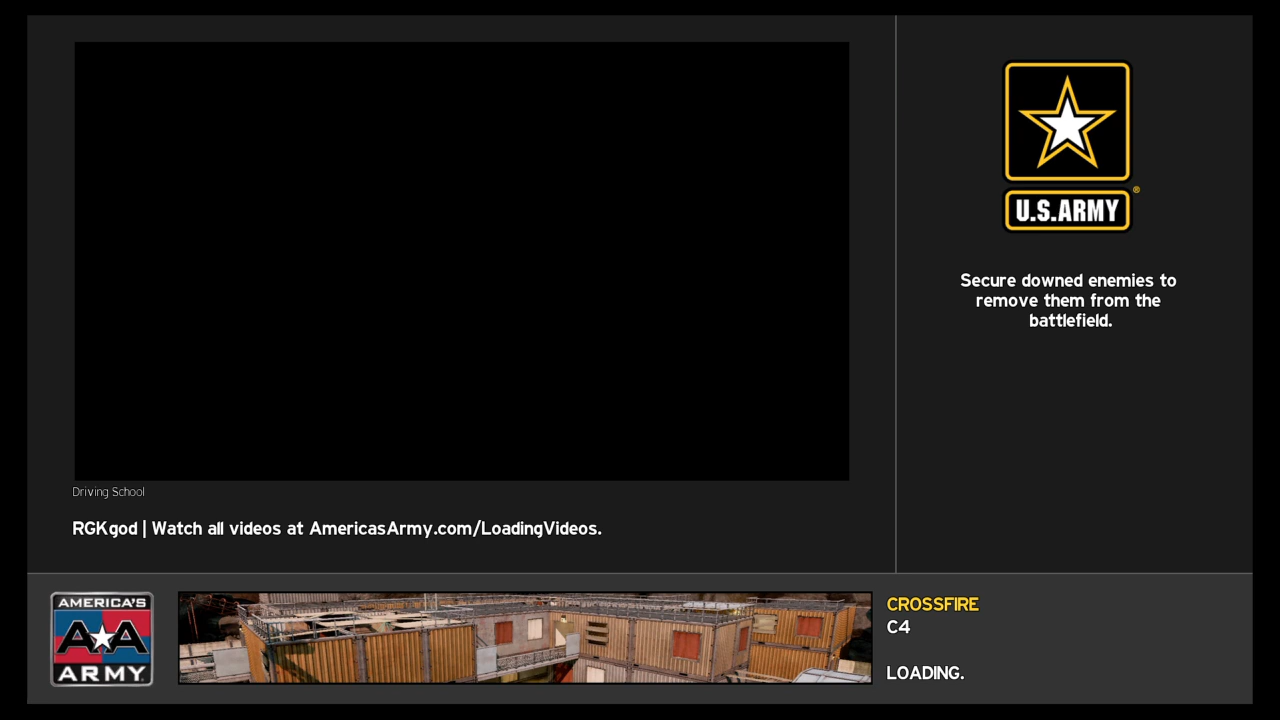 U.S.ARMY®
Secure downed enemies to
remove them from the
battlefield.
Driving School
RGKgod | Watch all videos at AmericasArmy.com/LoadingVideos.
AMERICA'S
AA
ARMY
CROSSFIRE
C4
LOADING.